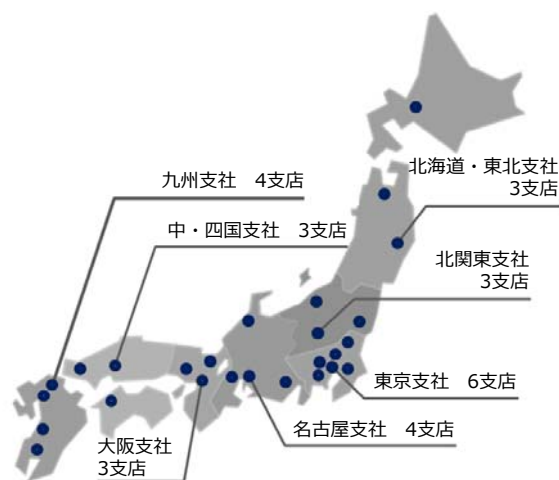 北海道・東北支社
3支店
九州支社　4支店
中・四国支社　3支店
北関東支社
3支店
東京支社　6支店
名古屋支社　4支店
大阪支社
3支店